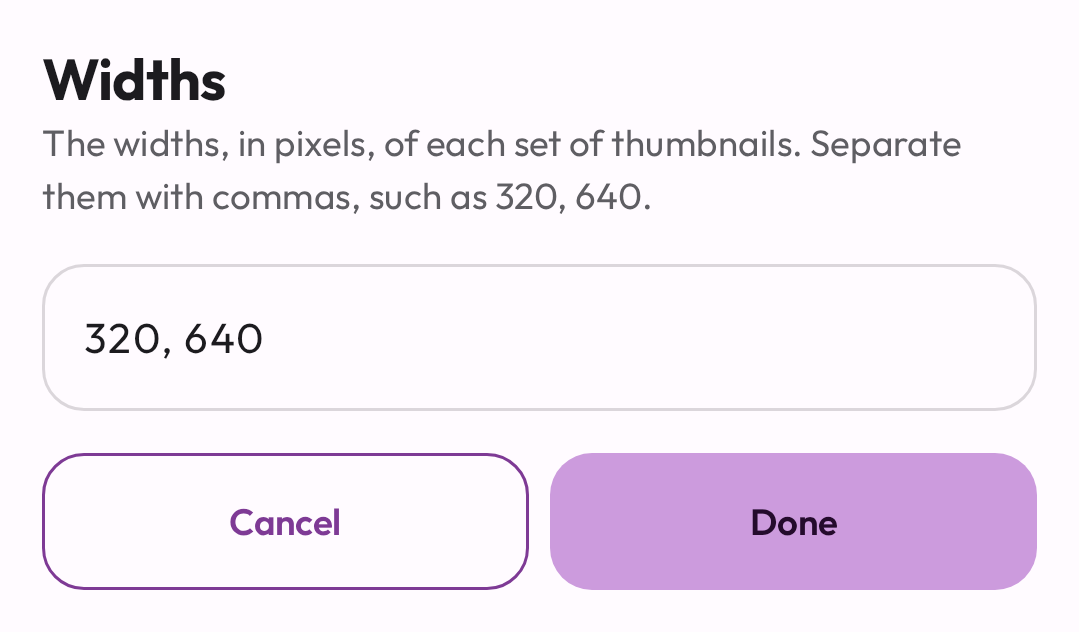 Widths
The widths, in pixels, of each set of thumbnails. Separate
them with commas, such as 320, 640.
320, 640
Cancel
Done